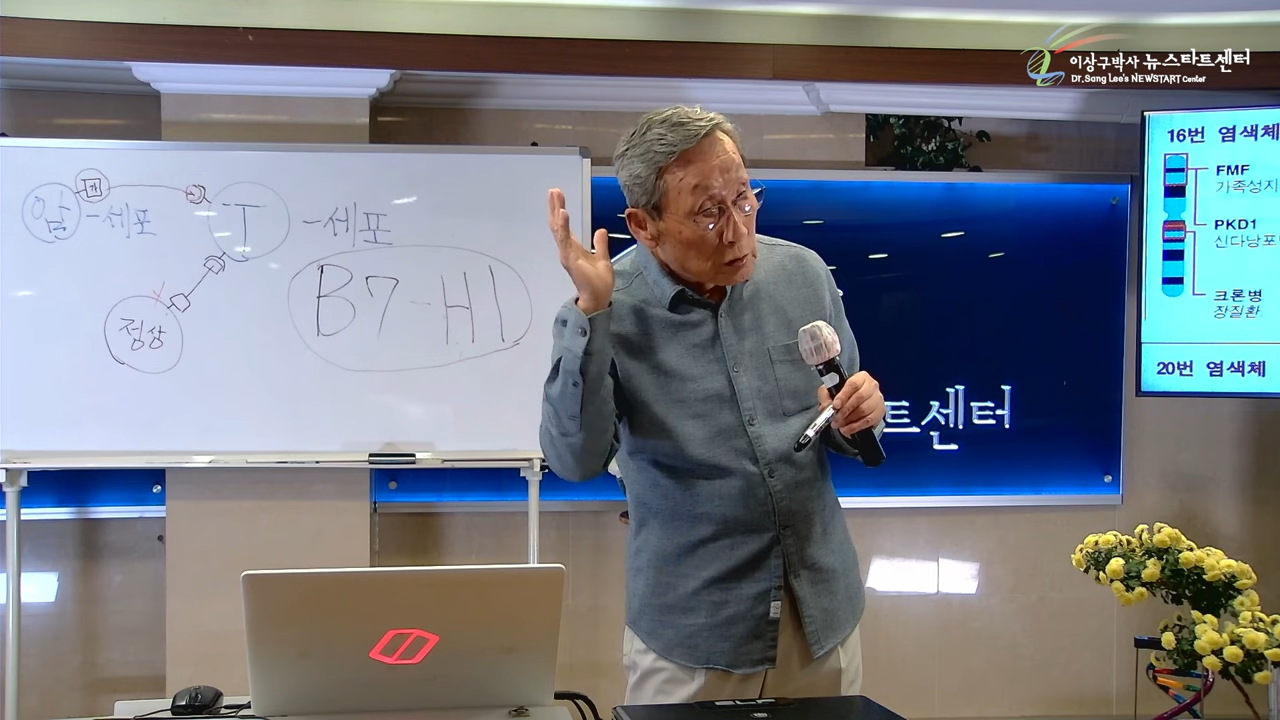 이상구박사 뉴스타트센터
Dr. Sang Lee's NEWSTART Center
암 -세포
T -세포
B7-H1
정상
트센터
16번 염색체
FMF
가족성지
PKD1
신다낭포
크론병
장질환
20번 염색체